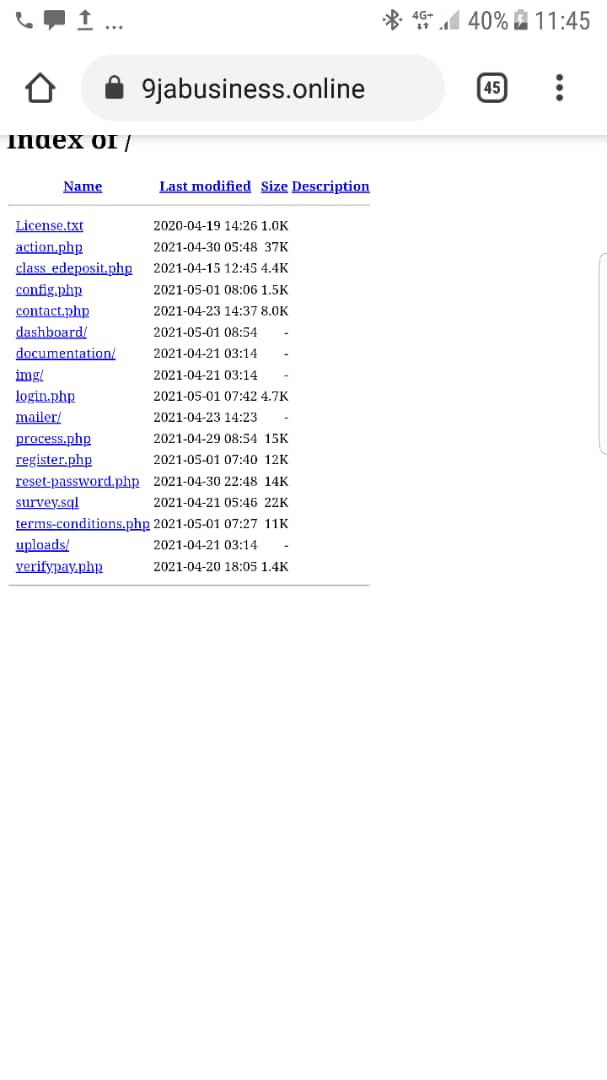 4G+ 40% 11:45
9jabusiness.online 45
Index of /
Name Last modified Size Description
License.txt 2020-04-19 14:26 1.0K
action.php 2021-04-30 05:48 37K
class_edeposit.php 2021-04-15 12:45 4.4K
config.php 2021-05-01 08:06 1.5K
contact.php 2021-04-23 14:37 8.0K
dashboard/ 2021-05-01 08:54 -
documentation/ 2021-04-21 03:14 -
img/ 2021-04-21 03:14 -
login.php 2021-05-01 07:42 4.7K
mailer/ 2021-04-23 14:23 -
process.php 2021-04-29 08:54 15K
register.php 2021-05-01 07:40 12K
reset-password.php 2021-04-30 22:48 14K
survey.sql 2021-04-21 05:46 22K
terms-conditions.php 2021-05-01 07:27 11K
uploads/ 2021-04-21 03:14 -
verifypay.php 2021-04-20 18:05 1.4K